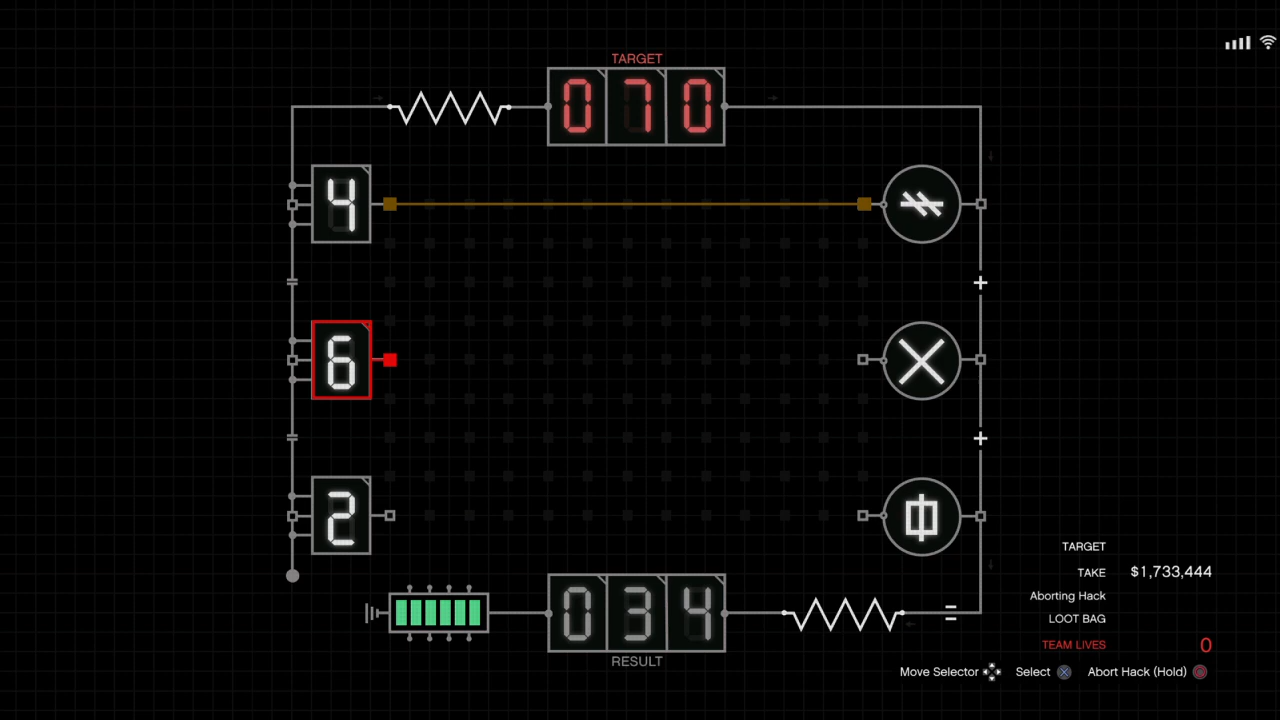 TARGET
070
4
6
2
034
RESULT
TARGET
TAKE $1,733,444
Aborting Hack
LOOT BAG
TEAM LIVES 0
Move Selector Select Abort Hack (Hold)